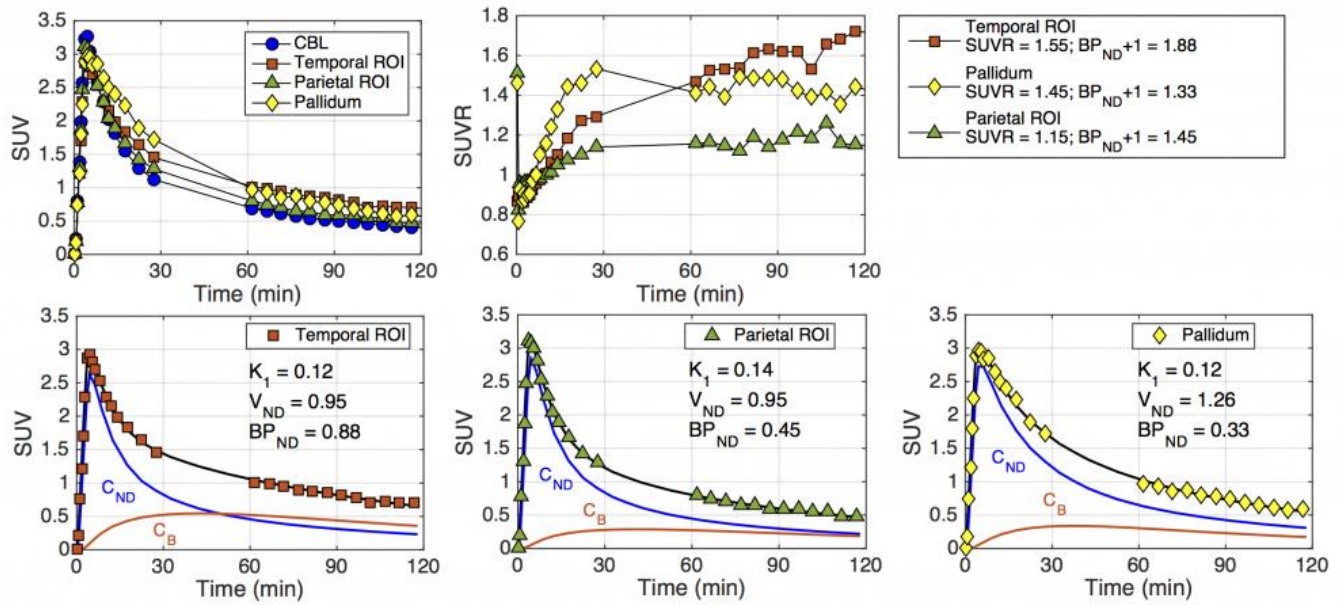 3.5
3
2.5
2
1.5
1
0.5
0
SUV
0
30
60
90
120
Time (min)
CBL
Temporal ROI
Parietal ROI
Pallidum
1.8
1.6
1.4
1.2
1
0.8
0.6
SUVR
0
30
60
90
120
Time (min)
Temporal ROI
SUVR = 1.55; BP_ND+1 = 1.88
Pallidum
SUVR = 1.45; BP_ND+1 = 1.33
Parietal ROI
SUVR = 1.15; BP_ND+1 = 1.45
3.5
3
2.5
2
1.5
1
0.5
0
SUV
0
30
60
90
120
Time (min)
Temporal ROI
K_1 = 0.12
V_ND = 0.95
BP_ND = 0.88
C_ND
C_B
3.5
3
2.5
2
1.5
1
0.5
0
SUV
0
30
60
90
120
Time (min)
Parietal ROI
K_1 = 0.14
V_ND = 0.95
BP_ND = 0.45
C_ND
C_B
3.5
3
2.5
2
1.5
1
0.5
0
SUV
0
30
60
90
120
Time (min)
Pallidum
K_1 = 0.12
V_ND = 1.26
BP_ND = 0.33
C_ND
C_B